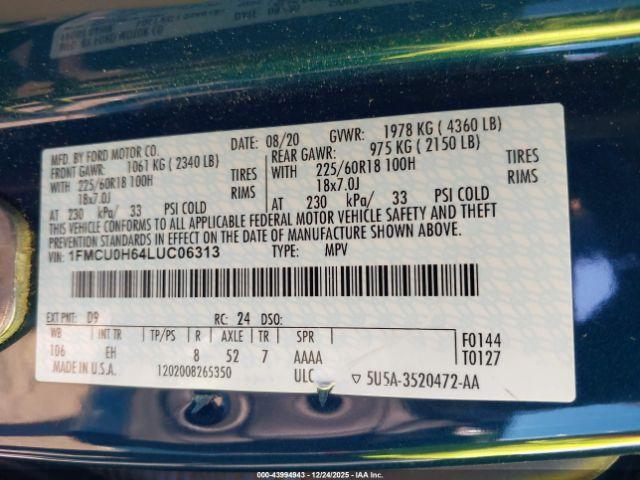 MFD. BY FORD MOTOR CO. DATE: 08/20 GVWR: 1978 KG ( 4360 LB)
FRONT GAWR: 1061 KG ( 2340 LB) REAR GAWR: 975 KG ( 2150 LB)
WITH 225/60R18 100H TIRES WITH 225/60R18 100H TIRES
18x7.0J RIMS 18x7.0J RIMS
AT 230 kPa/ 33 PSI COLD AT 230 kPa/ 33 PSI COLD
THIS VEHICLE CONFORMS TO ALL APPLICABLE FEDERAL MOTOR VEHICLE SAFETY AND THEFT
PREVENTION STANDARDS IN EFFECT ON THE DATE OF MANUFACTURE SHOWN ABOVE.
VIN: 1FMCU0H64LUC06313 TYPE: MPV
EXT PNT: D9 RC: 24 DSO:
WB INT TR TP/PS R AXLE TR SPR F0144
106 EH 8 52 7 AAAA T0127
MADE IN U.S.A. 1202008265350 ULC 5USA-3520472-AA
000-43994943 | 12/24/2025 | IAA Inc.